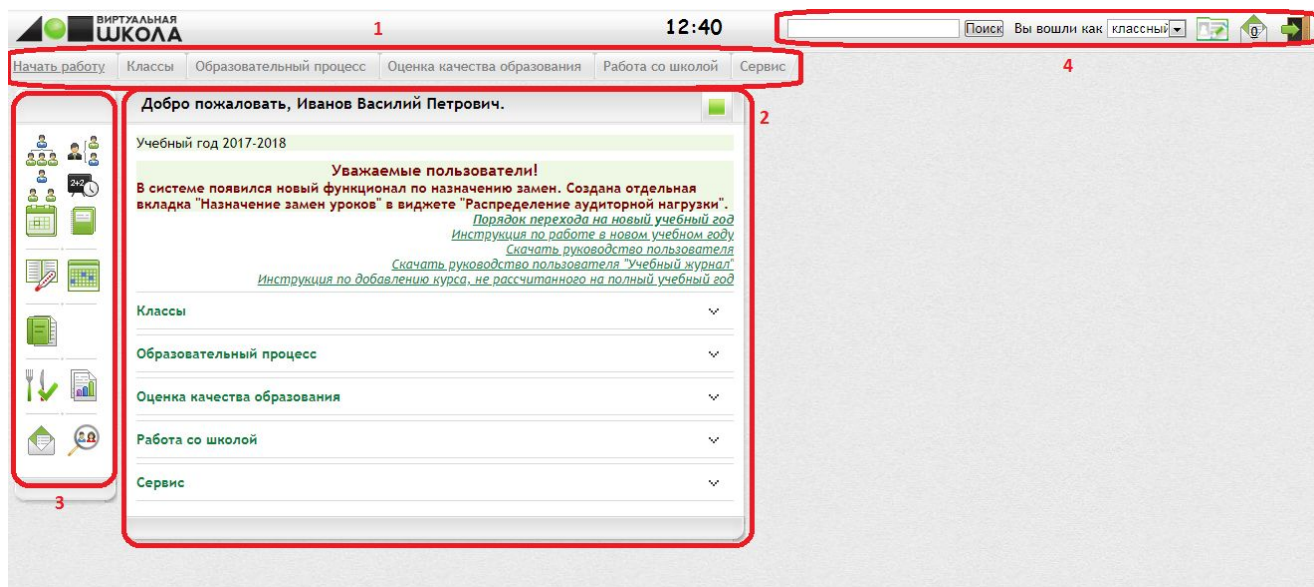 ВИРТУАЛЬНАЯ
ШКОЛА
1
12:40
Поиск Вы вошли как классный
0
4
Начать работу Классы Образовательный процесс Оценка качества образования Работа со школой Сервис
Добро пожаловать, Иванов Василий Петрович.
2
Учебный год 2017-2018
Уважаемые пользователи!
В системе появился новый функционал по назначению замен. Создана отдельная
вкладка "Назначение замен уроков" в виджете "Распределение аудиторной нагрузки".
Порядок перехода на новый учебный год
Инструкция по работе в новом учебном году
Скачать руководство пользователя
Скачать руководство пользователя "Учебный журнал"
Инструкция по добавлению курса, не рассчитанного на полный учебный год
2+2
Классы
Образовательный процесс
Оценка качества образования
Работа со школой
Сервис
3